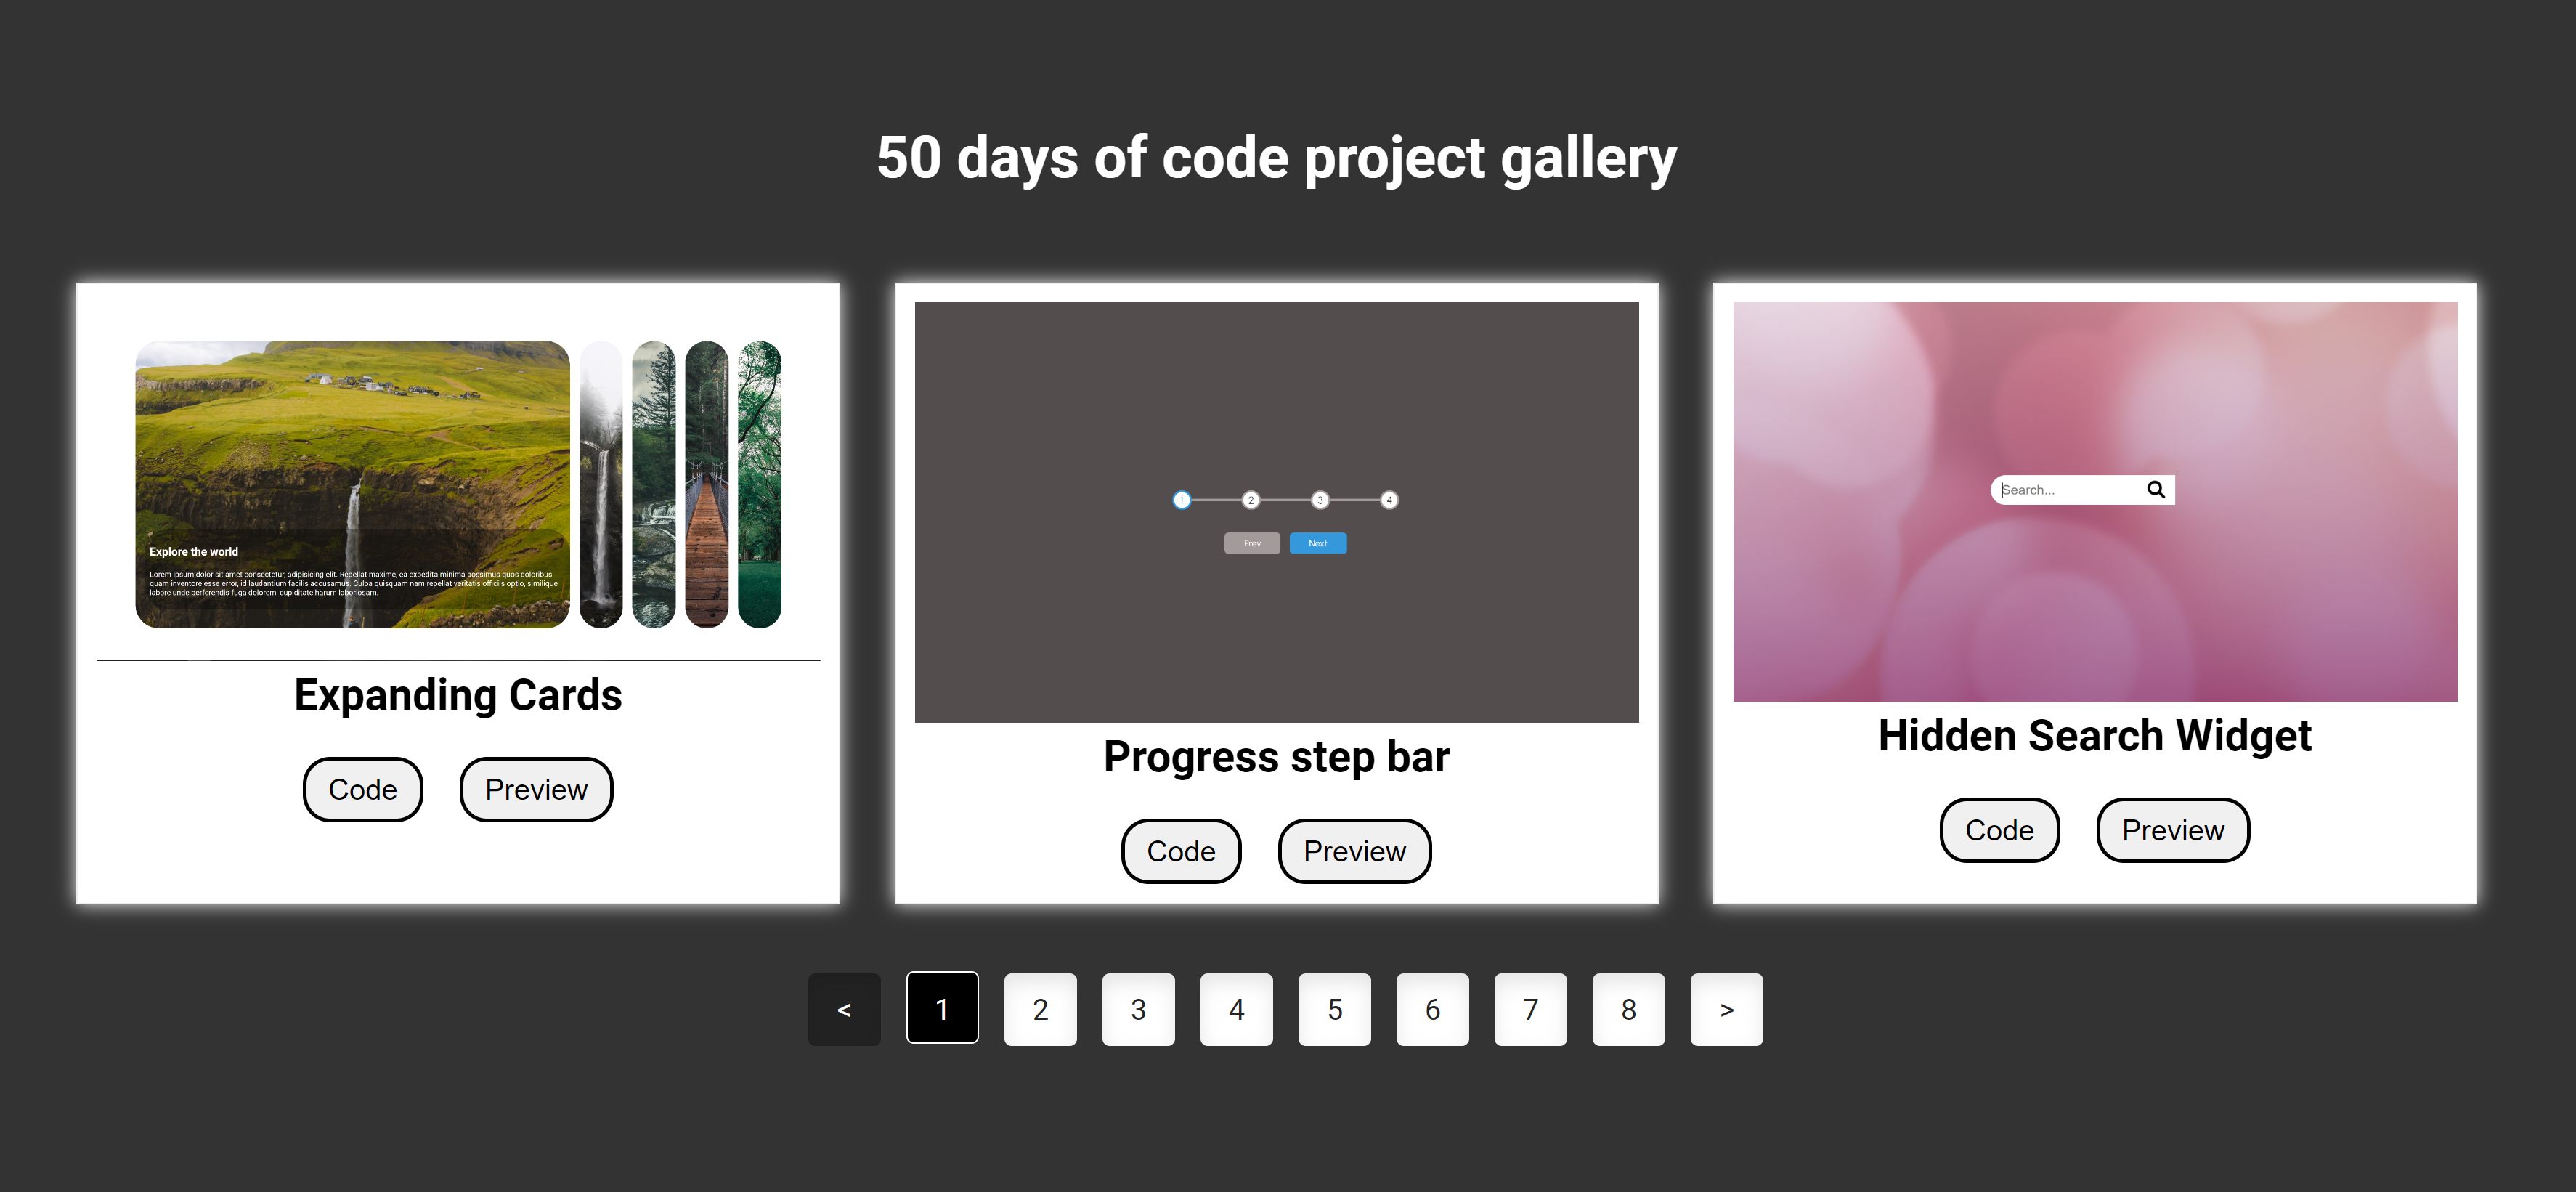 50 days of code project gallery
Explore the world
Lorem ipsum dolor sit amet consectetur, adipisicing elit. Repellat maxime, ea expedita minima possimus quos doloribus
quam inventore esse error, id laudantium facilis accusamus. Culpa quisquam nam repellat veritatis officiis optio, similique
labore unde perferendis fuga dolorem, cupiditate harum laboriosam.
Expanding Cards
Code Preview
1 2 3 4
Prev Next
Progress step bar
Code Preview
Search...
Hidden Search Widget
Code Preview
< 1 2 3 4 5 6 7 8 >